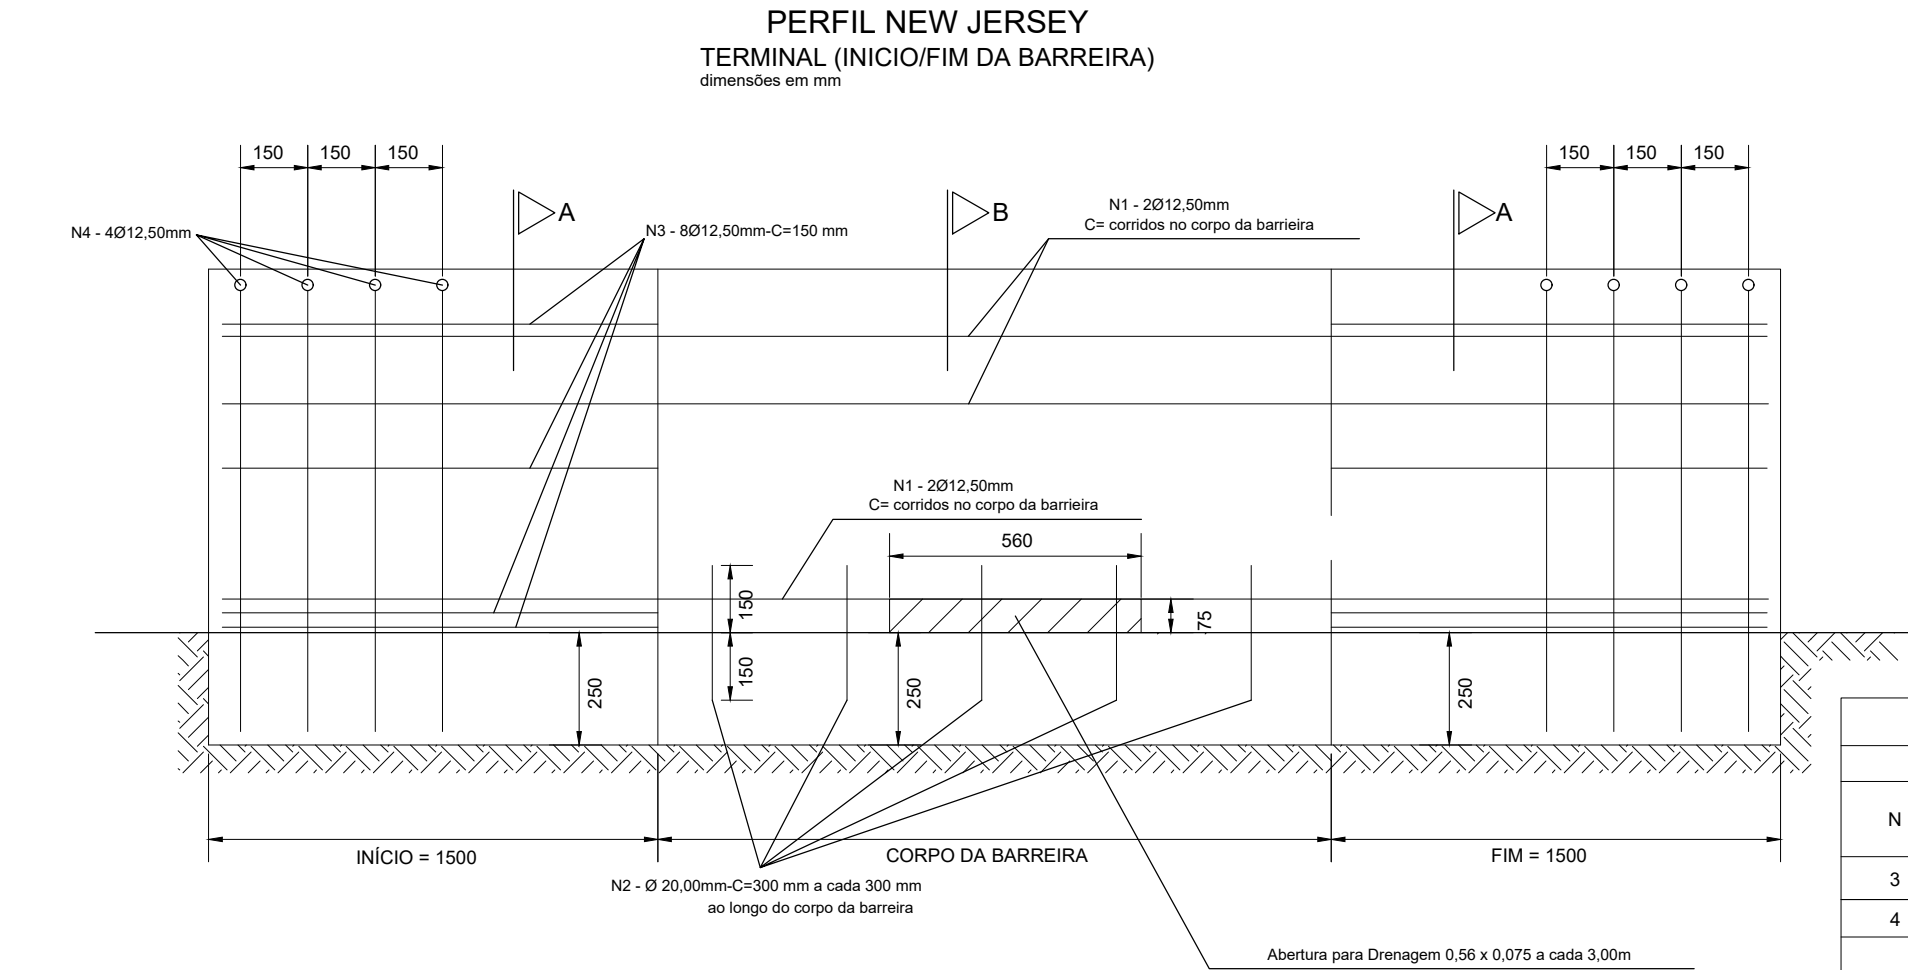 PERFIL NEW JERSEY
TERMINAL (INICIO/FIM DA BARREIRA)
dimensões em mm
150 150 150
150 150 150
A
B
A
N4 - 4Ø12,50mm
N3 - 8Ø12,50mm-C=150 mm
N1 - 2Ø12,50mm
C= corridos no corpo da barrieira
N1 - 2Ø12,50mm
C= corridos no corpo da barrieira
560
150
75
150
250
250
250
INÍCIO = 1500
CORPO DA BARREIRA
FIM = 1500
N2 - Ø 20,00mm-C=300 mm a cada 300 mm
ao longo do corpo da barreira
Abertura para Drenagem 0,56 x 0,075 a cada 3,00m
N
3
4